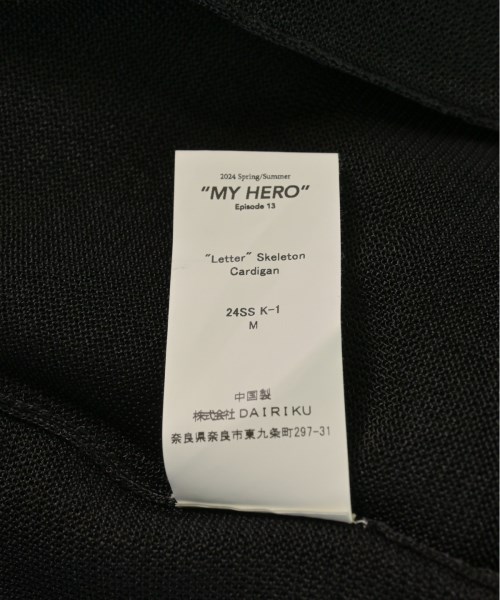 2024 Spring/Summer
"MY HERO"
Episode 13
"Letter" Skeleton
Cardigan
24SS K-1
M
中国製
株式会社 DAIRIKU
奈良県奈良市東九条町297-31